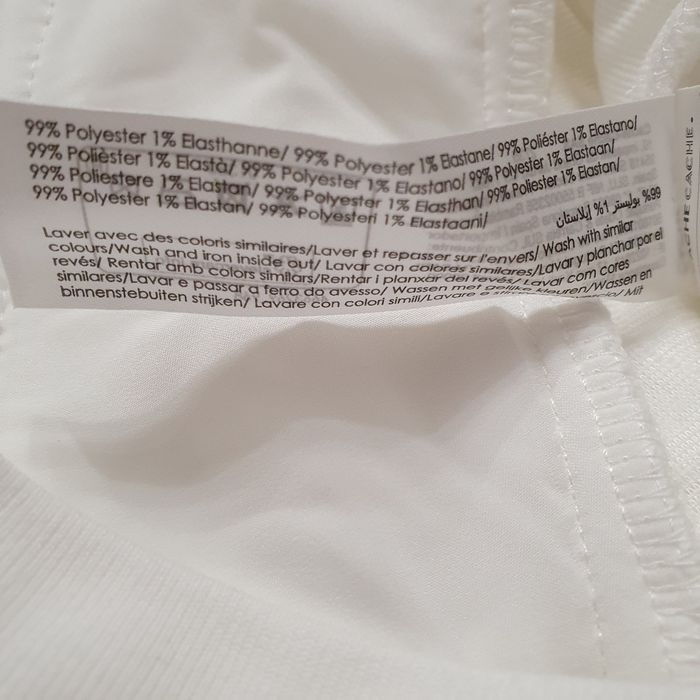 99% Polyester 1% Elasthanne/ 99% Polyester 1% Elastane/ 99% Poliéster 1% Elastano/
99% Polièster 1% Elastà/ 99% Polyester 1% Elastano/ 99% Polyester 1% Elastaan/
99% Poliestere 1% Elastan/ 99% Polyester 1% Elasthan/ 99% Poliester 1% Elastan/
99% Polyester 1% Elastan/ 99% Polyesteri 1% Elastaani/
99% بوليستر 1% إيلاستان
Laver avec des coloris similaires/Laver et repasser sur l'envers/ Wash with similar
colours/Wash and iron inside out/ Lavar con colores similares/Lavar y planchar por el
revés/ Rentar amb colors similars/Rentar i planxar del revés/ Lavar com cores
similares/Lavar e passar a ferro do avesso/ Wassen met gelijke kleuren/Wassen en
binnenstebuiten strijken/ Lavare con colori simili/Lavare e Mit
CACHE CACHE.